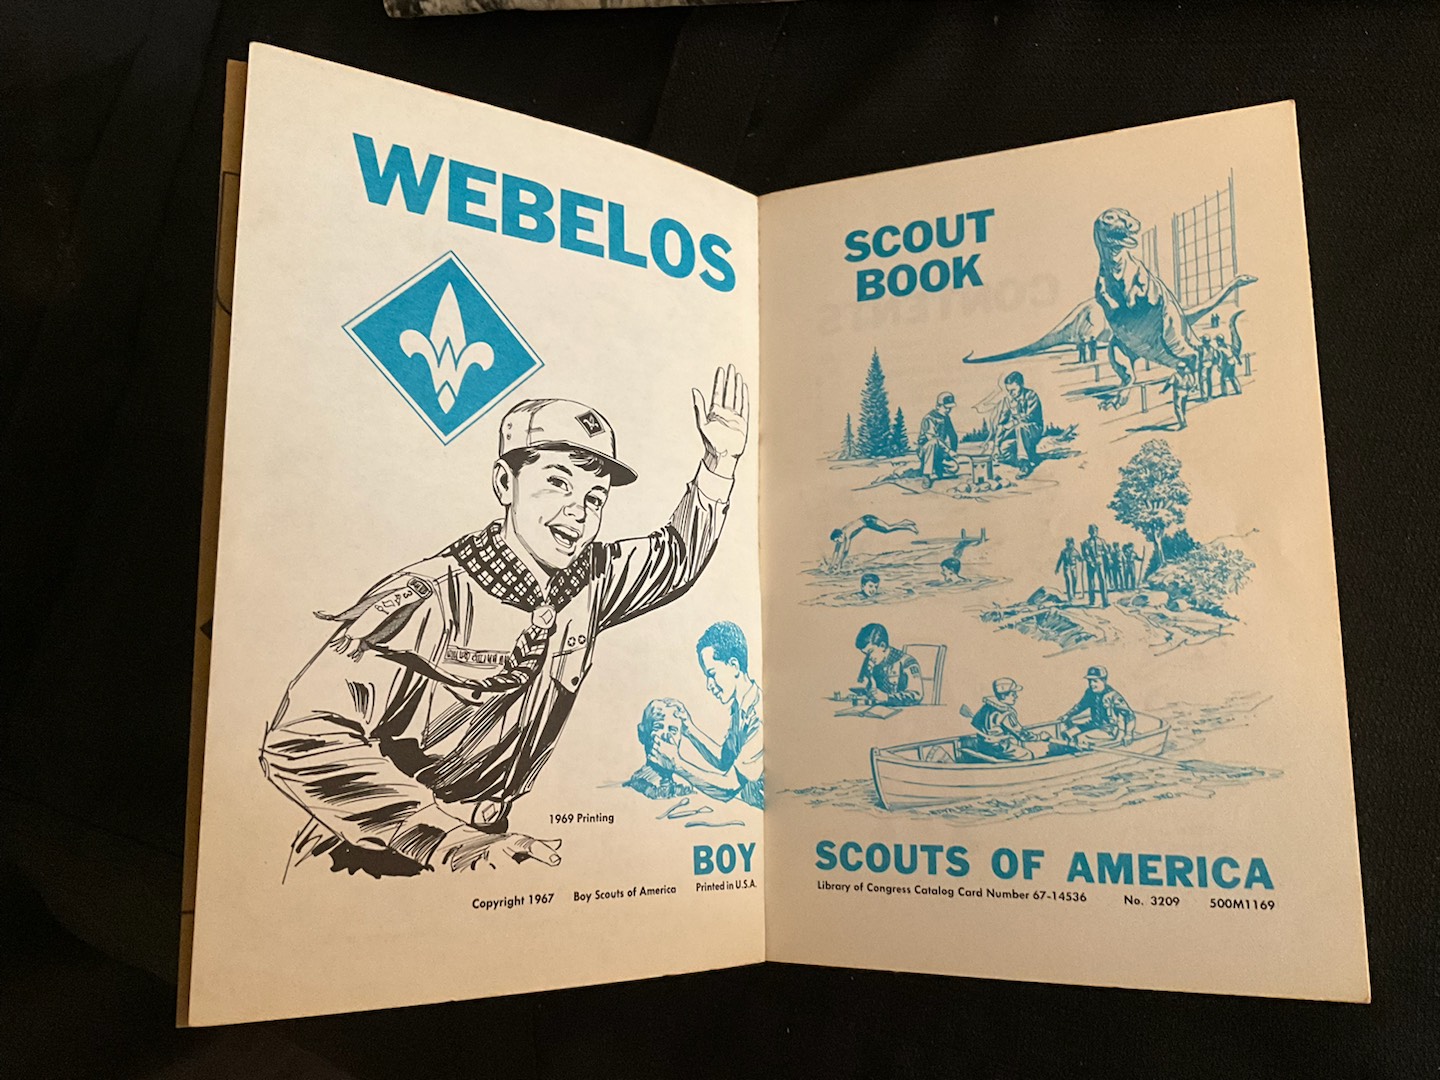 WEBELOS
SCOUT
BOOK
1969 Printing
BOY SCOUTS OF AMERICA
Copyright 1967 Boy Scouts of America Printed in U.S.A.
Library of Congress Catalog Card Number 67-14536 No. 3209 500M1169
CONTENTS